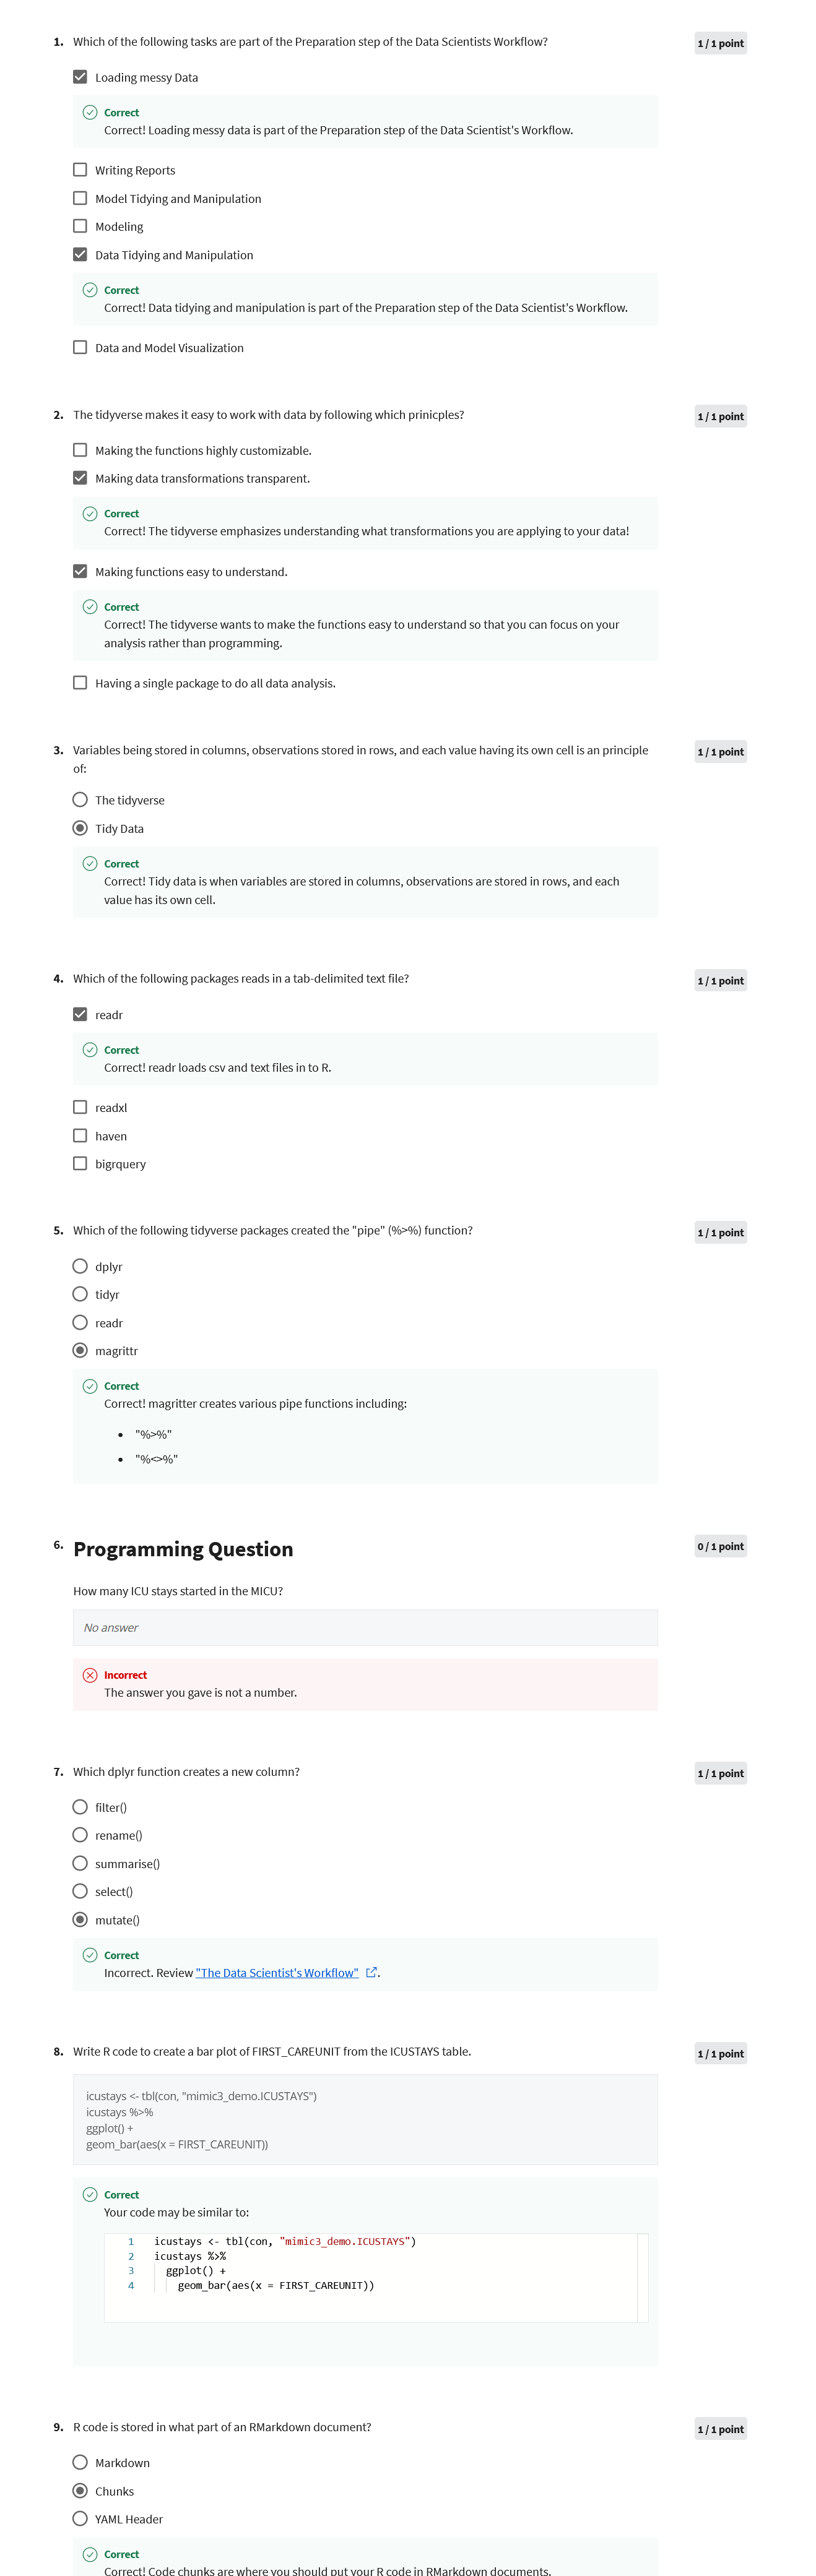 1. Which of the following tasks are part of the Preparation step of the Data Scientists Workflow?
1 / 1 point
Loading messy Data
Correct
Correct! Loading messy data is part of the Preparation step of the Data Scientist's Workflow.
Writing Reports
Model Tidying and Manipulation
Modeling
Data Tidying and Manipulation
Correct
Correct! Data tidying and manipulation is part of the Preparation step of the Data Scientist's Workflow.
Data and Model Visualization
2. The tidyverse makes it easy to work with data by following which prinicples?
1 / 1 point
Making the functions highly customizable.
Making data transformations transparent.
Correct
Correct! The tidyverse emphasizes understanding what transformations you are applying to your data!
Making functions easy to understand.
Correct
Correct! The tidyverse wants to make the functions easy to understand so that you can focus on your
analysis rather than programming.
Having a single package to do all data analysis.
3. Variables being stored in columns, observations stored in rows, and each value having its own cell is an principle
of:
1 / 1 point
The tidyverse
Tidy Data
Correct
Correct! Tidy data is when variables are stored in columns, observations are stored in rows, and each
value has its own cell.
4. Which of the following packages reads in a tab-delimited text file?
1 / 1 point
readr
Correct
Correct! readr loads csv and text files in to R.
readxl
haven
bigrquery
5. Which of the following tidyverse packages created the "pipe" (%>%) function?
1 / 1 point
dplyr
tidyr
readr
magrittr
Correct
Correct! magritter creates various pipe functions including:
• "%>%"
• "%<>%"
6. Programming Question
0 / 1 point
How many ICU stays started in the MICU?
No answer
Incorrect
The answer you gave is not a number.
7. Which dplyr function creates a new column?
1 / 1 point
filter()
rename()
summarise()
select()
mutate()
Correct
Incorrect. Review "The Data Scientist's Workflow" .
8. Write R code to create a bar plot of FIRST_CAREUNIT from the ICUSTAYS table.
1 / 1 point
icustays <- tbl(con, "mimic3_demo.ICUSTAYS")
icustays %>%
ggplot() +
geom_bar(aes(x = FIRST_CAREUNIT))
Correct
Your code may be similar to:
1 icustays <- tbl(con, "mimic3_demo.ICUSTAYS")
2 icustays %>%
3 ggplot() +
4 geom_bar(aes(x = FIRST_CAREUNIT))
9. R code is stored in what part of an RMarkdown document?
1 / 1 point
Markdown
Chunks
YAML Header
Correct
Correct! Code chunks are where you should put your R code in RMarkdown documents.